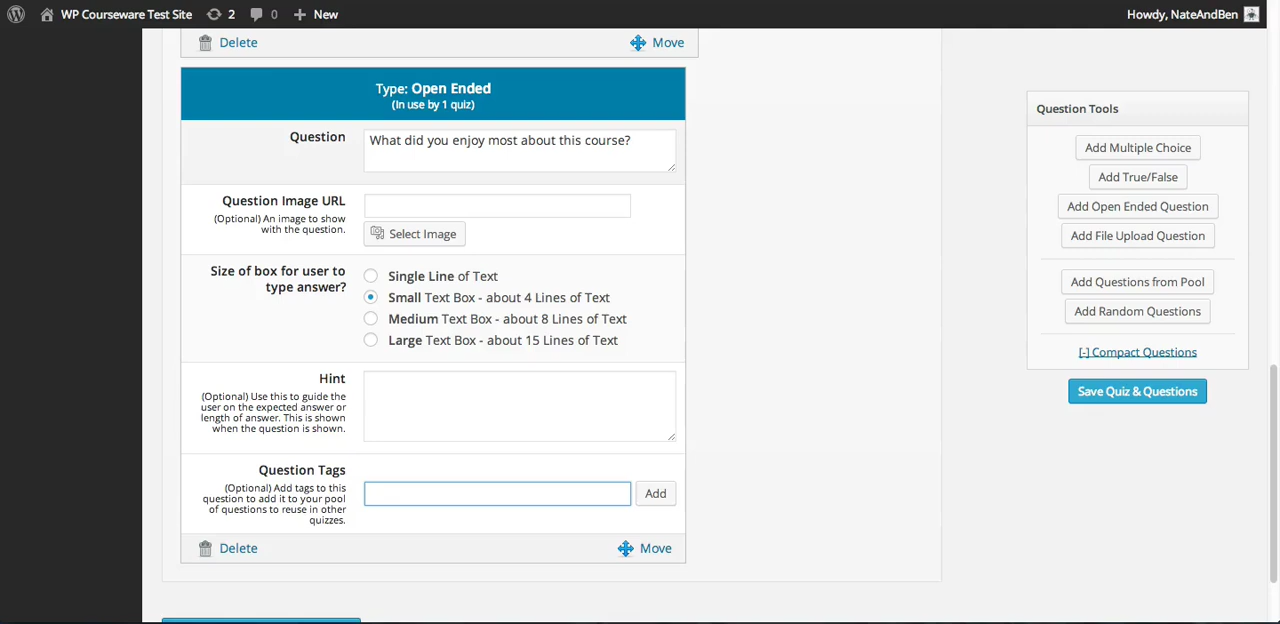 WP Courseware Test Site 2 0 New Howdy, NateAndBen
Delete Move
Type: Open Ended
(In use by 1 quiz)
Question
What did you enjoy most about this course?
Question Image URL
(Optional) An image to show
with the question.
Select Image
Size of box for user to
type answer?
Single Line of Text
Small Text Box - about 4 Lines of Text
Medium Text Box - about 8 Lines of Text
Large Text Box - about 15 Lines of Text
Hint
(Optional) Use this to guide the
user on the expected answer or
length of answer. This is shown
when the question is shown.
Question Tags
(Optional) Add tags to this
question to add it to your pool
of questions to reuse in other
quizzes.
Add
Delete Move
Question Tools
Add Multiple Choice
Add True/False
Add Open Ended Question
Add File Upload Question
Add Questions from Pool
Add Random Questions
[-] Compact Questions
Save Quiz & Questions